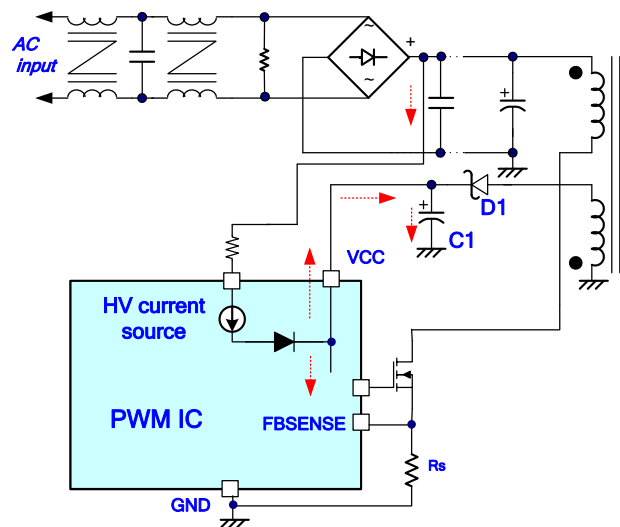 AC
input
~
+
~
+
+
D1
C1
VCC
HV current
source
PWM IC
FBSENSE
Rs
GND